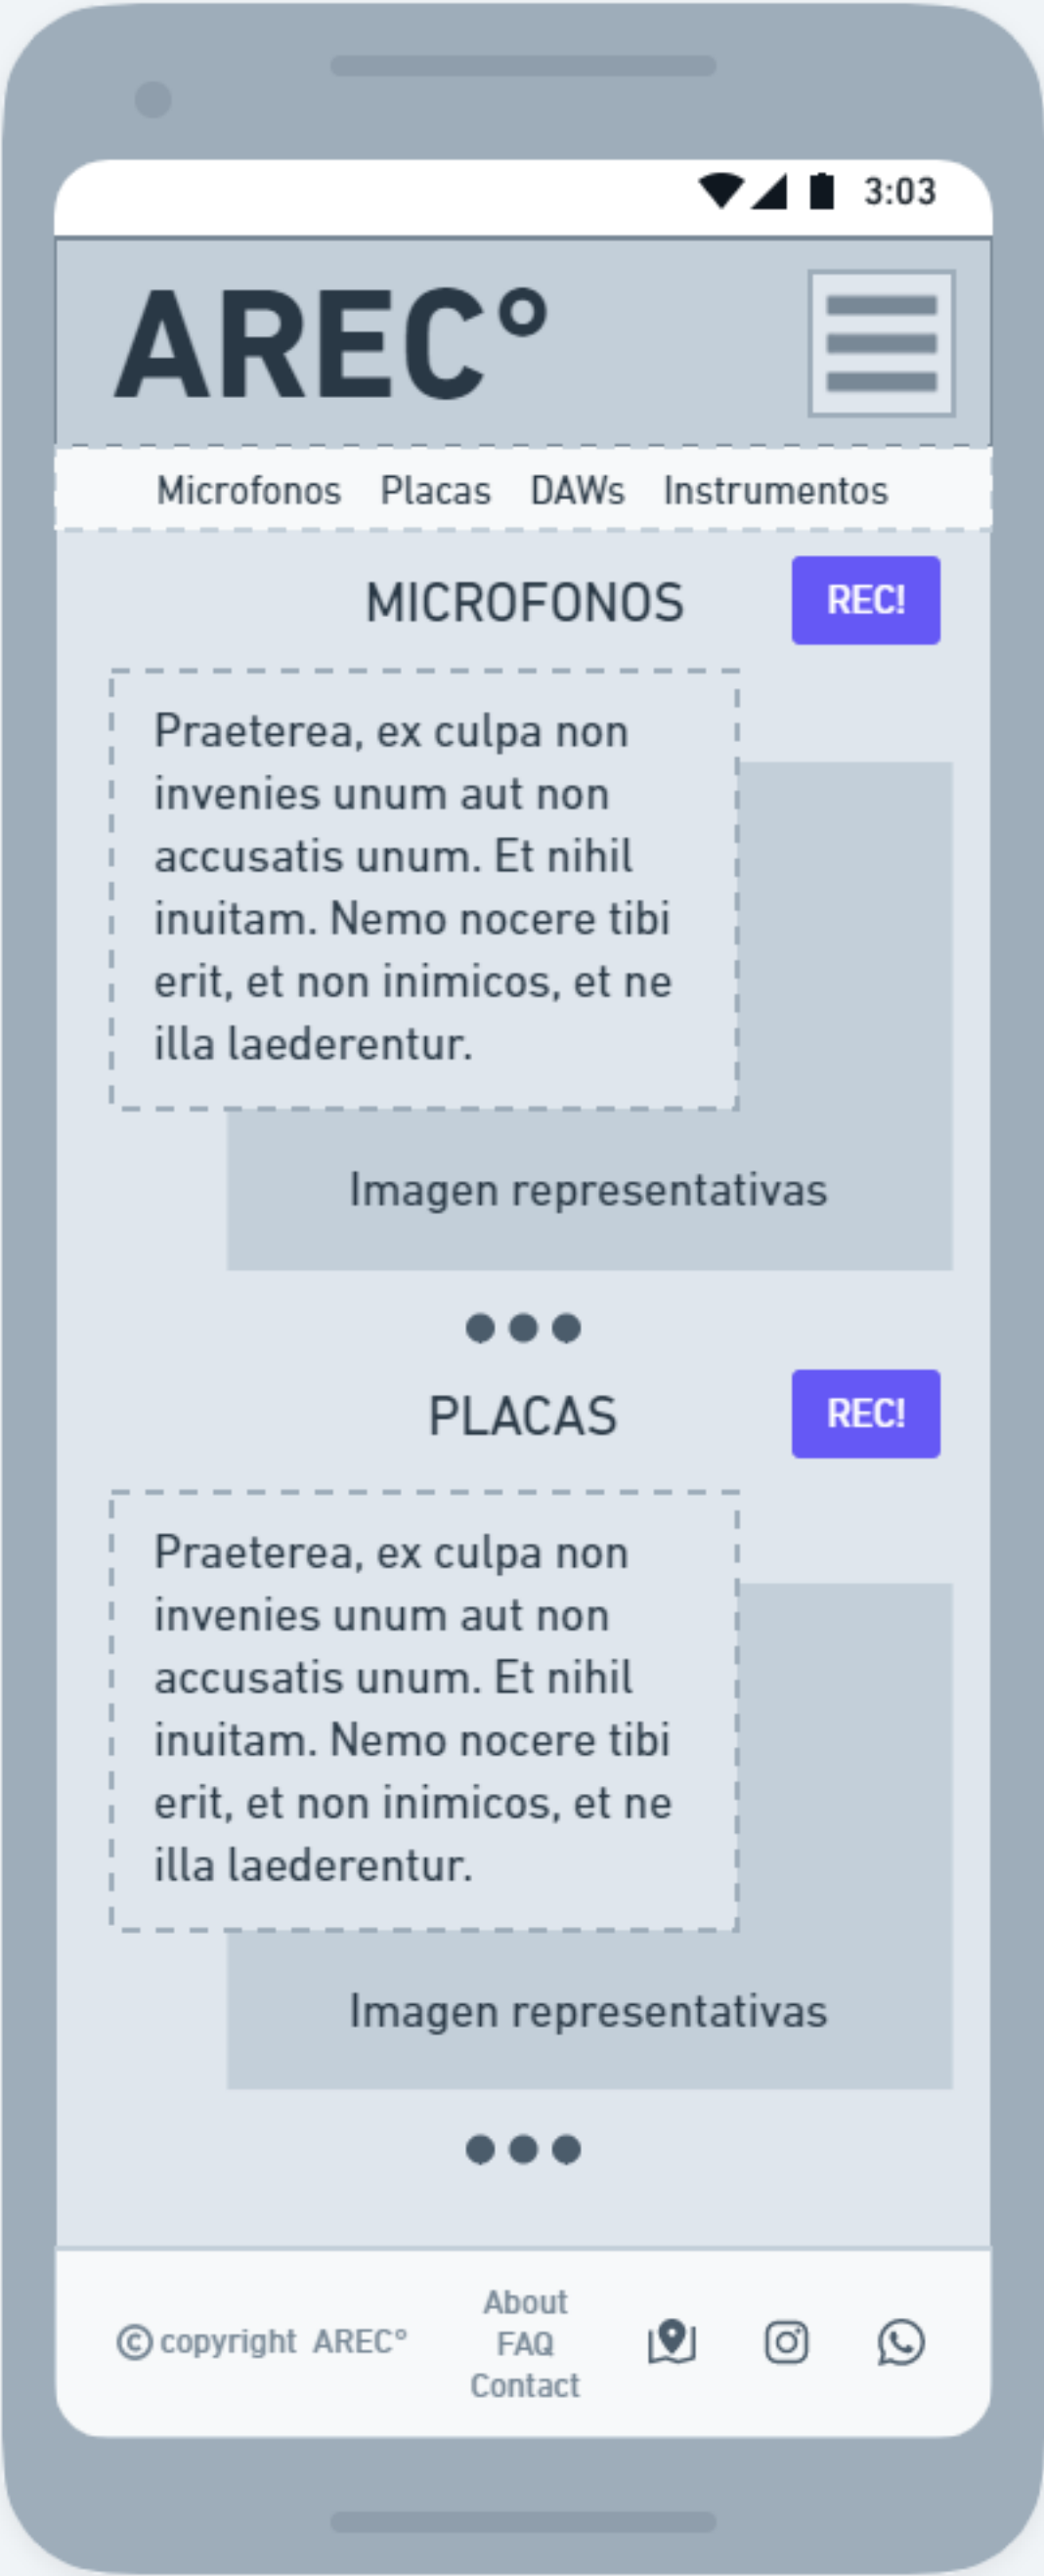 3:03
AREC°
Microfonos Placas DAWs Instrumentos
MICROFONOS REC!
Praeterea, ex culpa non
invenies unum aut non
accusatis unum. Et nihil
inuitam. Nemo nocere tibi
erit, et non inimicos, et ne
illa laederentur.
Imagen representativas
PLACAS REC!
Praeterea, ex culpa non
invenies unum aut non
accusatis unum. Et nihil
inuitam. Nemo nocere tibi
erit, et non inimicos, et ne
illa laederentur.
Imagen representativas
© copyright AREC°
About
FAQ
Contact